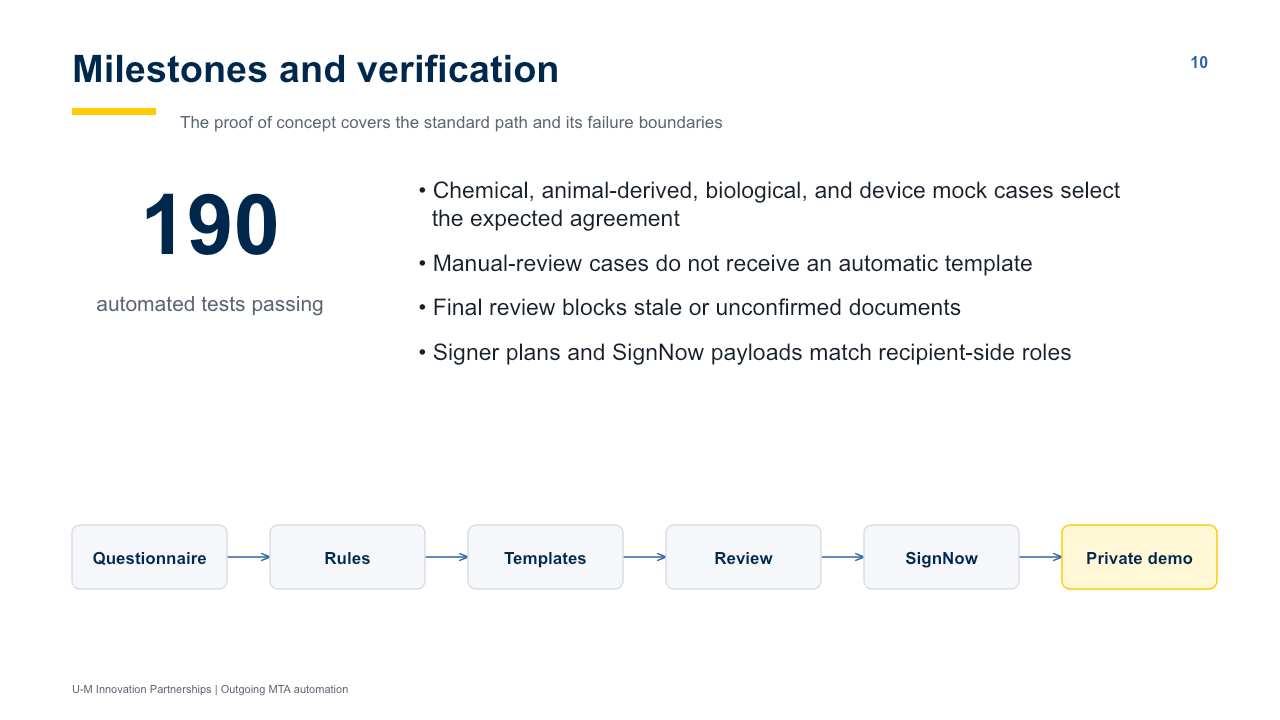 Milestones and verification
10
The proof of concept covers the standard path and its failure boundaries
190
automated tests passing
• Chemical, animal-derived, biological, and device mock cases select
the expected agreement
• Manual-review cases do not receive an automatic template
• Final review blocks stale or unconfirmed documents
• Signer plans and SignNow payloads match recipient-side roles
Questionnaire
Rules
Templates
Review
SignNow
Private demo
U-M Innovation Partnerships | Outgoing MTA automation